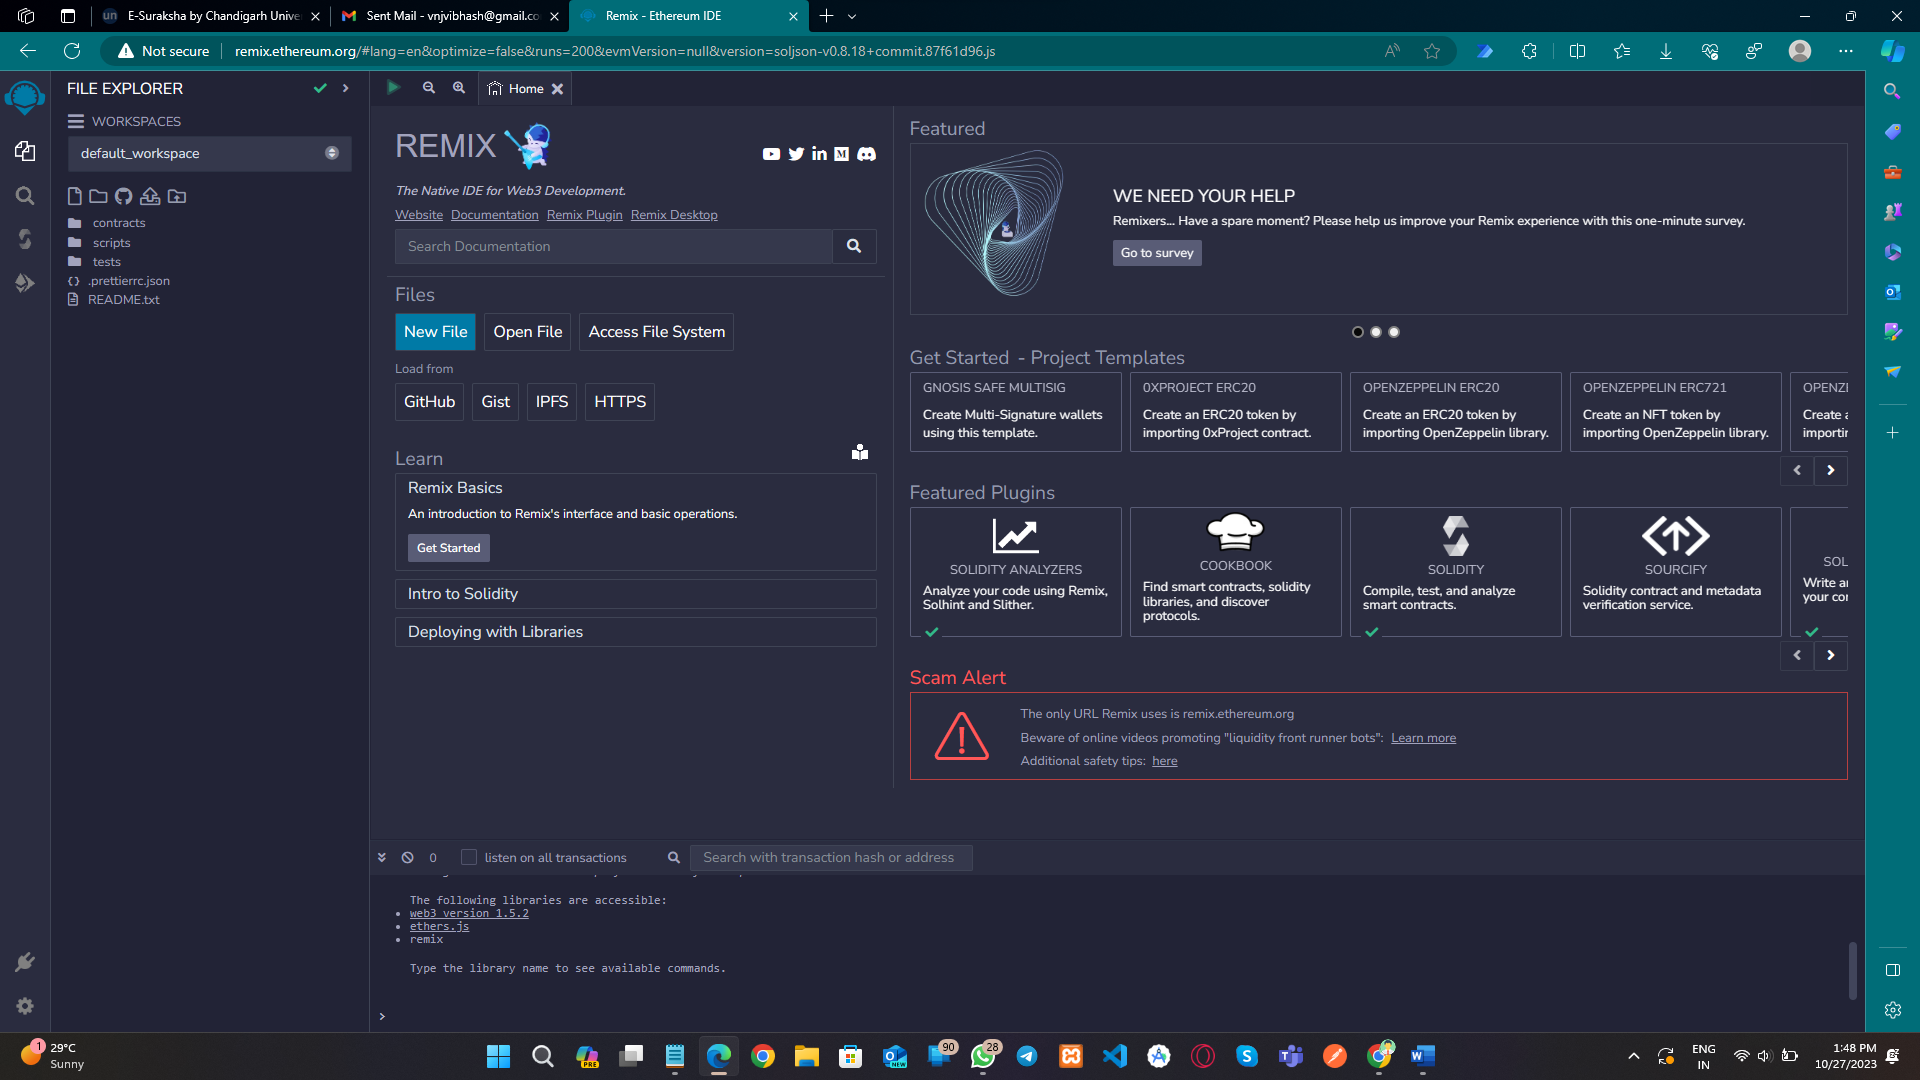 E-Suraksha by Chandigarh Unive
Sent Mail - vnjvibhash@gmail.co
Remix - Ethereum IDE
Not secure
remix.ethereum.org/#lang=en&optimize=false&runs=200&evmVersion=null&version=soljson-v0.8.18+commit.87f61d96.js
FILE EXPLORER
WORKSPACES
default_workspace
contracts
scripts
tests
.prettierrc.json
README.txt
Home
REMIX
The Native IDE for Web3 Development.
Website Documentation Remix Plugin Remix Desktop
Search Documentation
Files
New File Open File Access File System
Load from
GitHub Gist IPFS HTTPS
Learn
Remix Basics
An introduction to Remix's interface and basic operations.
Get Started
Intro to Solidity
Deploying with Libraries
Featured
WE NEED YOUR HELP
Remixers... Have a spare moment? Please help us improve your Remix experience with this one-minute survey.
Go to survey
Get Started - Project Templates
GNOSIS SAFE MULTISIG
Create Multi-Signature wallets
using this template.
0XPROJECT ERC20
Create an ERC20 token by
importing 0xProject contract.
OPENZEPPELIN ERC20
Create an ERC20 token by
importing OpenZeppelin library.
OPENZEPPELIN ERC721
Create an NFT token by
importing OpenZeppelin library.
OPENZE
Create a
importin
Featured Plugins
SOLIDITY ANALYZERS
Analyze your code using Remix,
Solhint and Slither.
COOKBOOK
Find smart contracts, solidity
libraries, and discover
protocols.
SOLIDITY
Compile, test, and analyze
smart contracts.
SOURCIFY
Solidity contract and metadata
verification service.
SOL
Write an
your con
Scam Alert
The only URL Remix uses is remix.ethereum.org
Beware of online videos promoting "liquidity front runner bots": Learn more
Additional safety tips: here
0
listen on all transactions
Search with transaction hash or address
The following libraries are accessible:
web3 version 1.5.2
ethers.js
remix
Type the library name to see available commands.
>
1
29°C
Sunny
PRE
NEW
90
28
ENG
IN
1:48 PM
10/27/2023